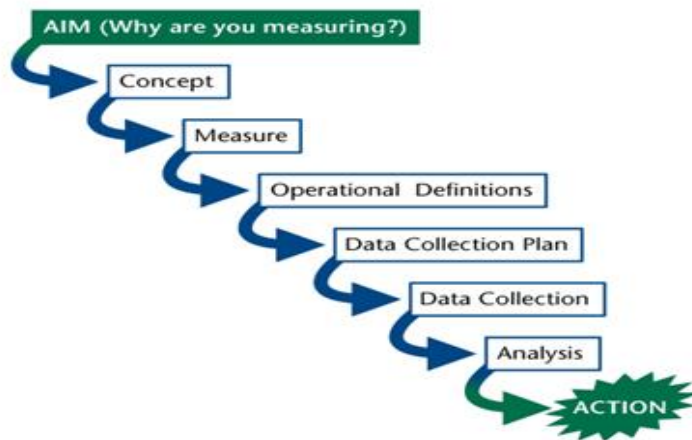 AIM (Why are you measuring?)
Concept
Measure
Operational Definitions
Data Collection Plan
Data Collection
Analysis
ACTION